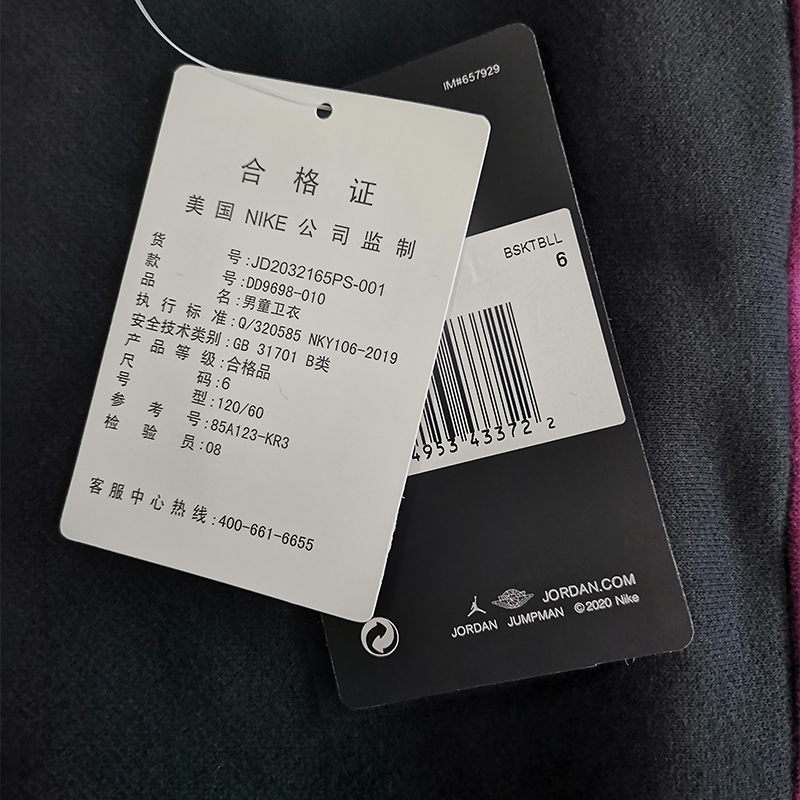 合格证
美国 NIKE 公司监制
货号:JD2032165PS-001
款号:DD9698-010
品名:男童卫衣
执行标准:Q/320585 NKY106-2019
安全技术类别:GB 31701 B类
产品等级:合格品
尺码:6
号型:120/60
参考号:85A123-KR3
检验员:08
客服中心热线:400-661-6655
IM#657929
BSKTBLL
6
4953 43372 2
JORDAN.COM
JORDAN JUMPMAN ©2020 Nike